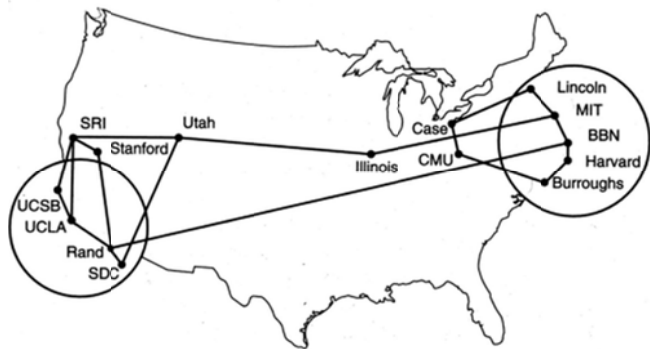 Lincoln
MIT
SRI
Utah
Case
BBN
Stanford
Illinois
CMU
Harvard
Burroughs
UCSB
UCLA
Rand
SDC